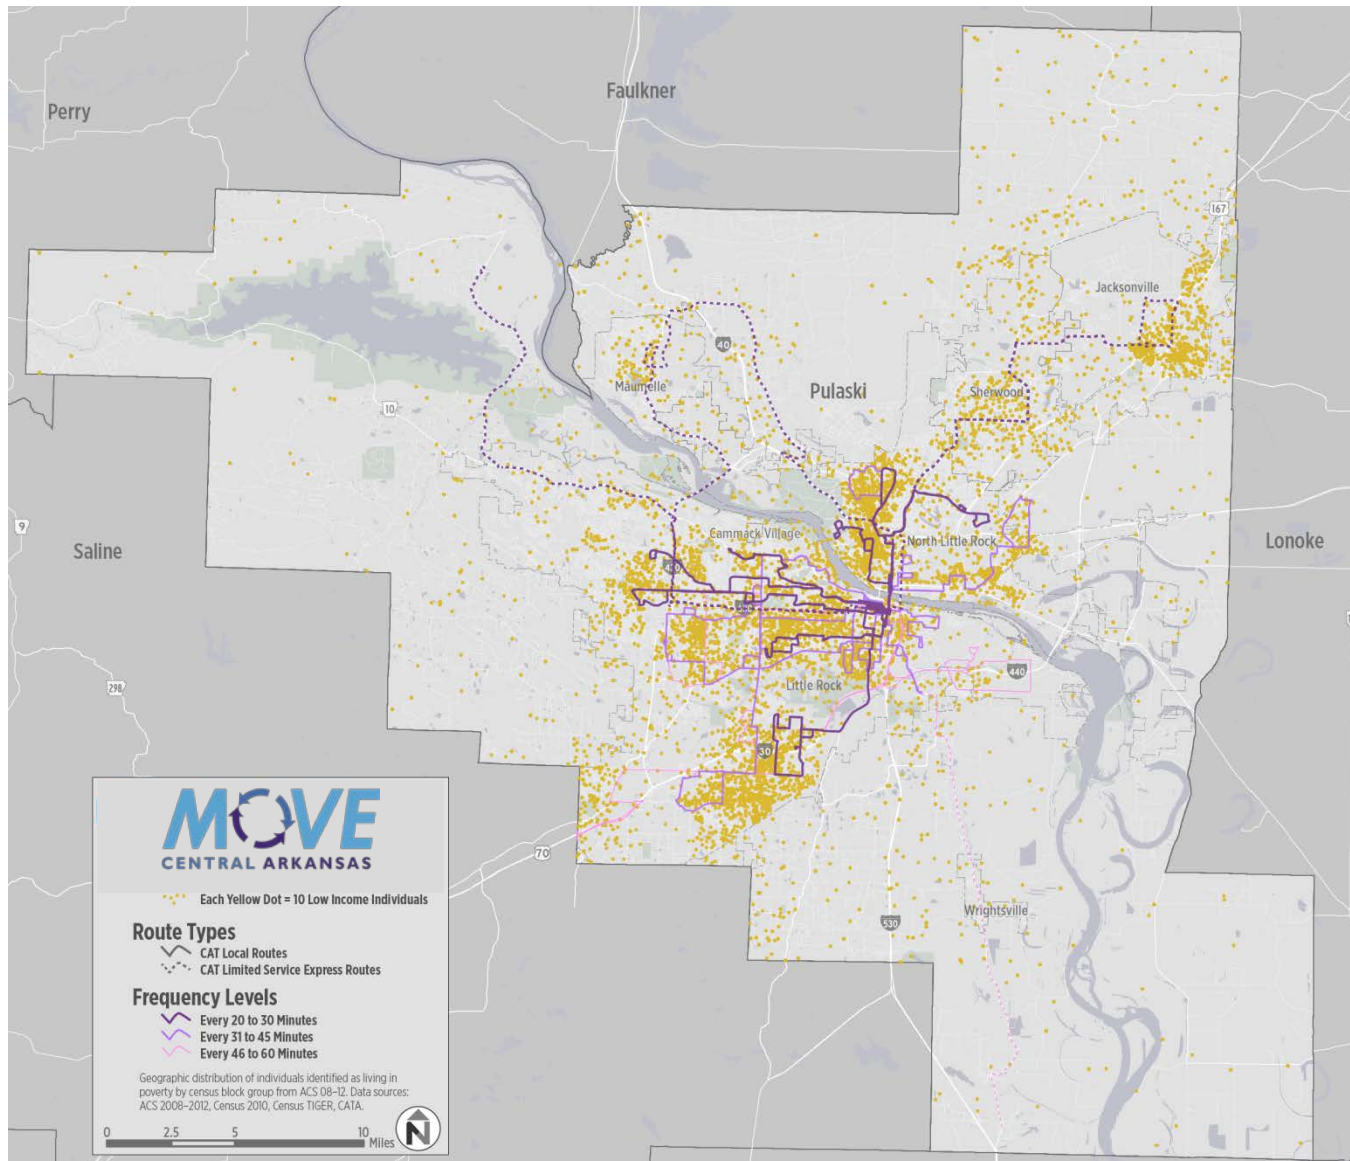 Perry
Faulkner
167
Jacksonville
40
Maumelle
Pulaski
Sherwood
10
9
Saline
Cammack Village
North Little Rock
Lonoke
430
630
298
Little Rock
440
30
70
Wrightsville
530
MOVE
CENTRAL ARKANSAS
Each Yellow Dot = 10 Low Income Individuals
Route Types
CAT Local Routes
CAT Limited Service Express Routes
Frequency Levels
Every 20 to 30 Minutes
Every 31 to 45 Minutes
Every 46 to 60 Minutes
Geographic distribution of individuals identified as living in
poverty by census block group from ACS 08–12. Data sources:
ACS 2008–2012, Census 2010, Census TIGER, CATA.
N
0 2.5 5 10
Miles